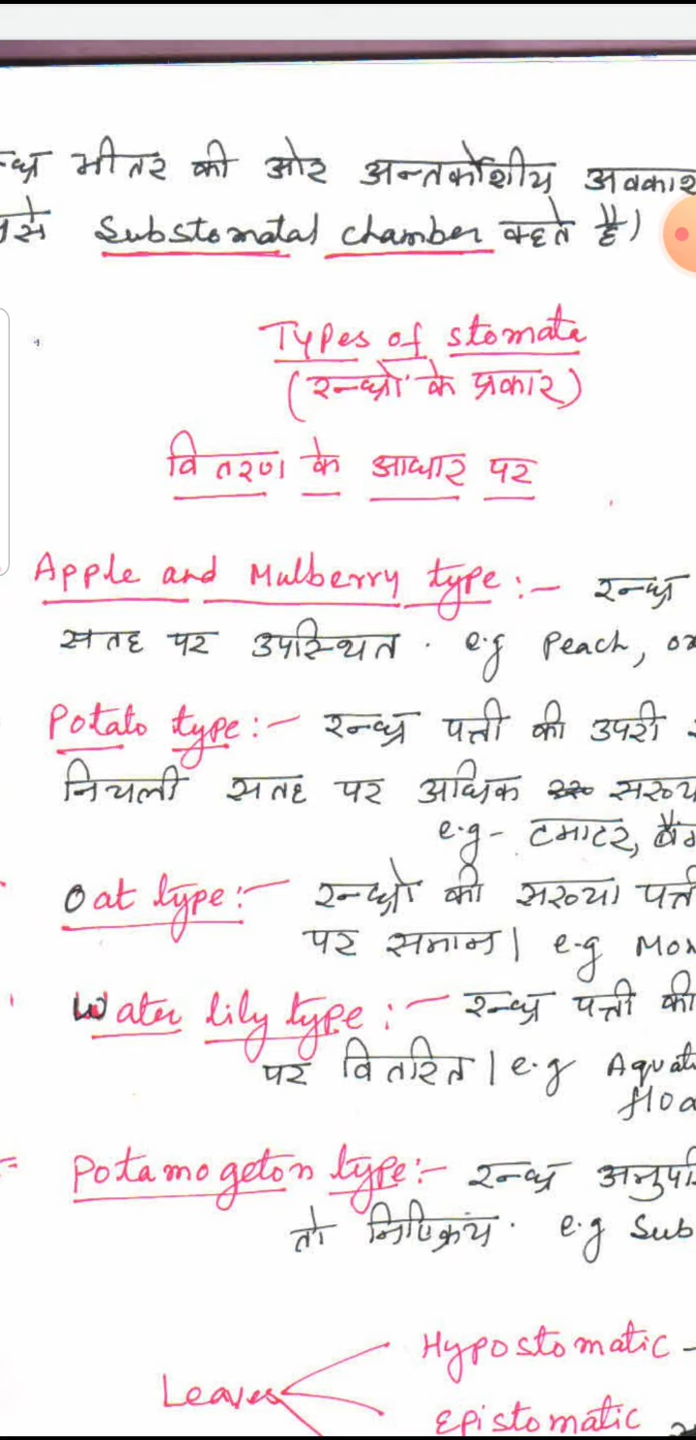 न्ध्र भीतर की ओर अन्तर्कोशीय अवकाश
से Substomatal chamber कहते है।
Types of stomata
(रन्ध्रो के प्रकार)
वितरण के आधार पर
Apple and Mulberry type :- रन्ध्र
सतह पर उपस्थित . e.g Peach, or
Potato type :- रन्ध्र पत्ती की उपरी
निचली सतह पर अधिक संख्य
e.g - टमाटर, बैंग
Oat type :- रन्ध्रो की संख्या पत्ती
पर समान। e.g Mon
Water lily type :- रन्ध्र पत्ती की
पर वितरित। e.g Aquati
floa
Potamogeton type :- रन्ध्र अनुप
तो निष्क्रिय . e.g Sub
Hypostomatic -
Leaves
Epistomatic